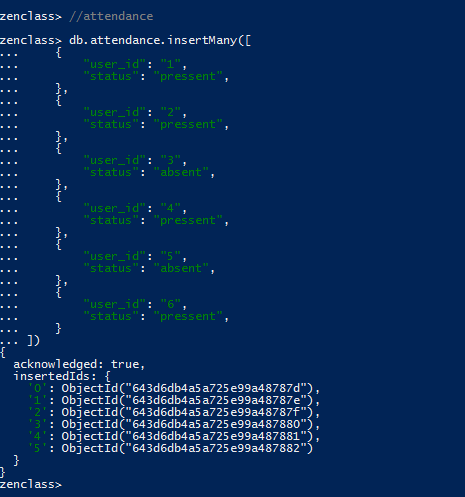 zenclass> //attendance
zenclass> db.attendance.insertMany([
...     {
...         "user_id": "1",
...         "status": "pressent",
...     },
...     {
...         "user_id": "2",
...         "status": "pressent",
...     },
...     {
...         "user_id": "3",
...         "status": "absent",
...     },
...     {
...         "user_id": "4",
...         "status": "pressent",
...     },
...     {
...         "user_id": "5",
...         "status": "absent",
...     },
...     {
...         "user_id": "6",
...         "status": "pressent",
...     }
... ])
{
  acknowledged: true,
  insertedIds: {
    '0': ObjectId("643d6db4a5a725e99a48787d"),
    '1': ObjectId("643d6db4a5a725e99a48787e"),
    '2': ObjectId("643d6db4a5a725e99a48787f"),
    '3': ObjectId("643d6db4a5a725e99a487880"),
    '4': ObjectId("643d6db4a5a725e99a487881"),
    '5': ObjectId("643d6db4a5a725e99a487882")
  }
}
zenclass>